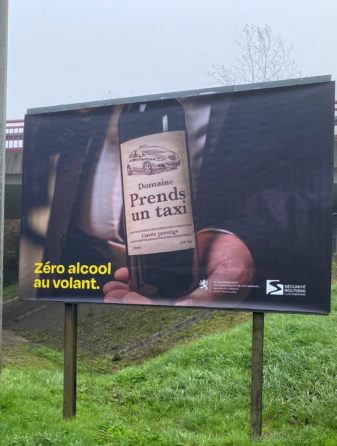 Domaine
Prends
un taxi
Cuvée prestige
Zéro alcool
au volant.
SÉCURITÉ
ROUTIÈRE